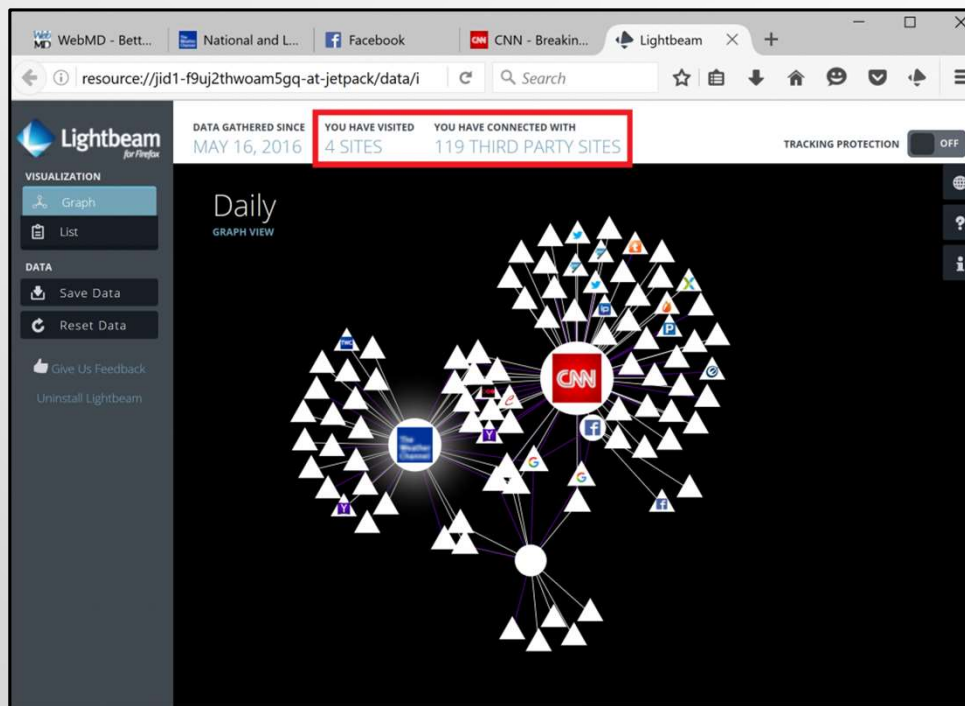 WebMD - Bett...
National and L...
Facebook
CNN - Breakin...
Lightbeam
resource://jid1-f9uj2thwoam5gq-at-jetpack/data/i
Search
Lightbeam
for Firefox
DATA GATHERED SINCE
MAY 16, 2016
YOU HAVE VISITED
4 SITES
YOU HAVE CONNECTED WITH
119 THIRD PARTY SITES
TRACKING PROTECTION
OFF
VISUALIZATION
Graph
List
DATA
Save Data
Reset Data
Give Us Feedback
Uninstall Lightbeam
Daily
GRAPH VIEW
CNN
The
Weather
Channel